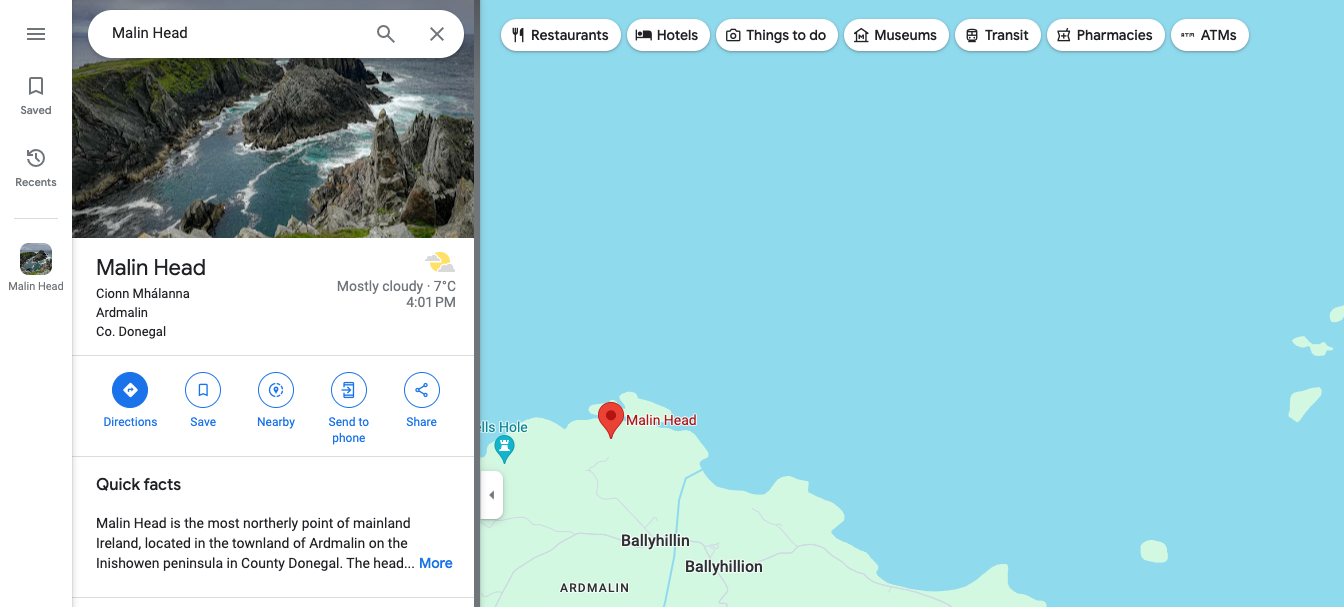 Malin Head
Saved
Recents
Malin Head
Malin Head
Cionn Mhálanna
Ardmalin
Co. Donegal
Mostly cloudy · 7°C
4:01 PM
Directions
Save
Nearby
Send to
phone
Share
Quick facts
Malin Head is the most northerly point of mainland
Ireland, located in the townland of Ardmalin on the
Inishowen peninsula in County Donegal. The head... More
Restaurants
Hotels
Things to do
Museums
Transit
Pharmacies
ATM ATMs
Malin Head
ells Hole
Ballyhillin
Ballyhillion
ARDMALIN